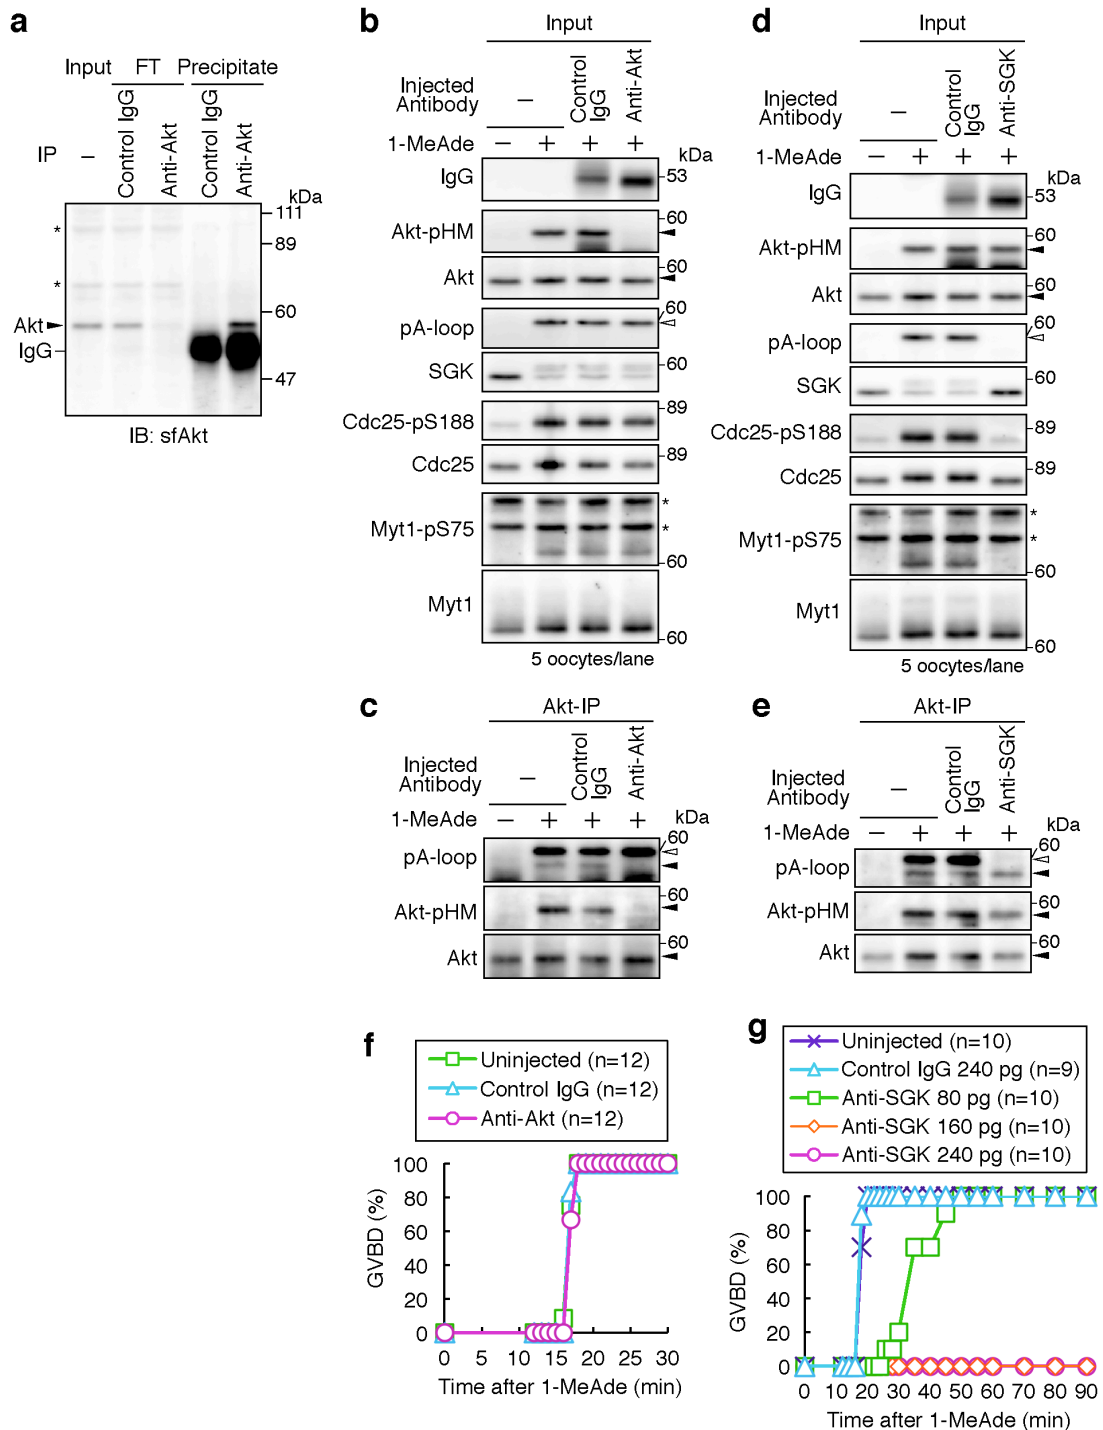 a
Input FT Precipitate
IP – Control IgG Anti-Akt Control IgG Anti-Akt
kDa
111
*
89
*
60
Akt
IgG
47
IB: sfAkt
b
Input
Injected Antibody – Control IgG Anti-Akt
1-MeAde – + + +
kDa
IgG 53
60
Akt-pHM
60
Akt
60
pA-loop
SGK 60
89
Cdc25-pS188
89
Cdc25
*
Myt1-pS75 *
60
Myt1
60
5 oocytes/lane
c
Akt-IP
Injected Antibody – Control IgG Anti-Akt
1-MeAde – + + +
kDa
60
pA-loop
60
Akt-pHM
60
Akt
d
Input
Injected Antibody – Control IgG Anti-SGK
1-MeAde – + + +
kDa
IgG 53
60
Akt-pHM
60
Akt
60
pA-loop
60
SGK
89
Cdc25-pS188
89
Cdc25
*
Myt1-pS75 *
60
Myt1
60
5 oocytes/lane
e
Akt-IP
Injected Antibody – Control IgG Anti-SGK
1-MeAde – + + +
kDa
60
pA-loop
60
Akt-pHM
60
Akt
f
Uninjected (n=12)
Control IgG (n=12)
Anti-Akt (n=12)
GVBD (%)
100
80
60
40
20
0
0 5 10 15 20 25 30
Time after 1-MeAde (min)
g
Uninjected (n=10)
Control IgG 240 pg (n=9)
Anti-SGK 80 pg (n=10)
Anti-SGK 160 pg (n=10)
Anti-SGK 240 pg (n=10)
GVBD (%)
100
80
60
40
20
0
0 10 20 30 40 50 60 70 80 90
Time after 1-MeAde (min)